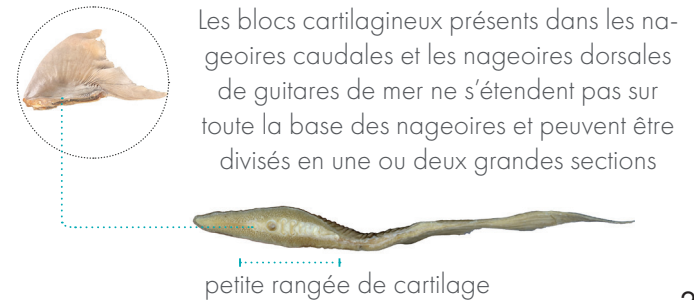 Les blocs cartilagineux présents dans les na-
geoires caudales et les nageoires dorsales
de guitares de mer ne s'étendent pas sur
toute la base des nageoires et peuvent être
divisés en une ou deux grandes sections
petite rangée de cartilage